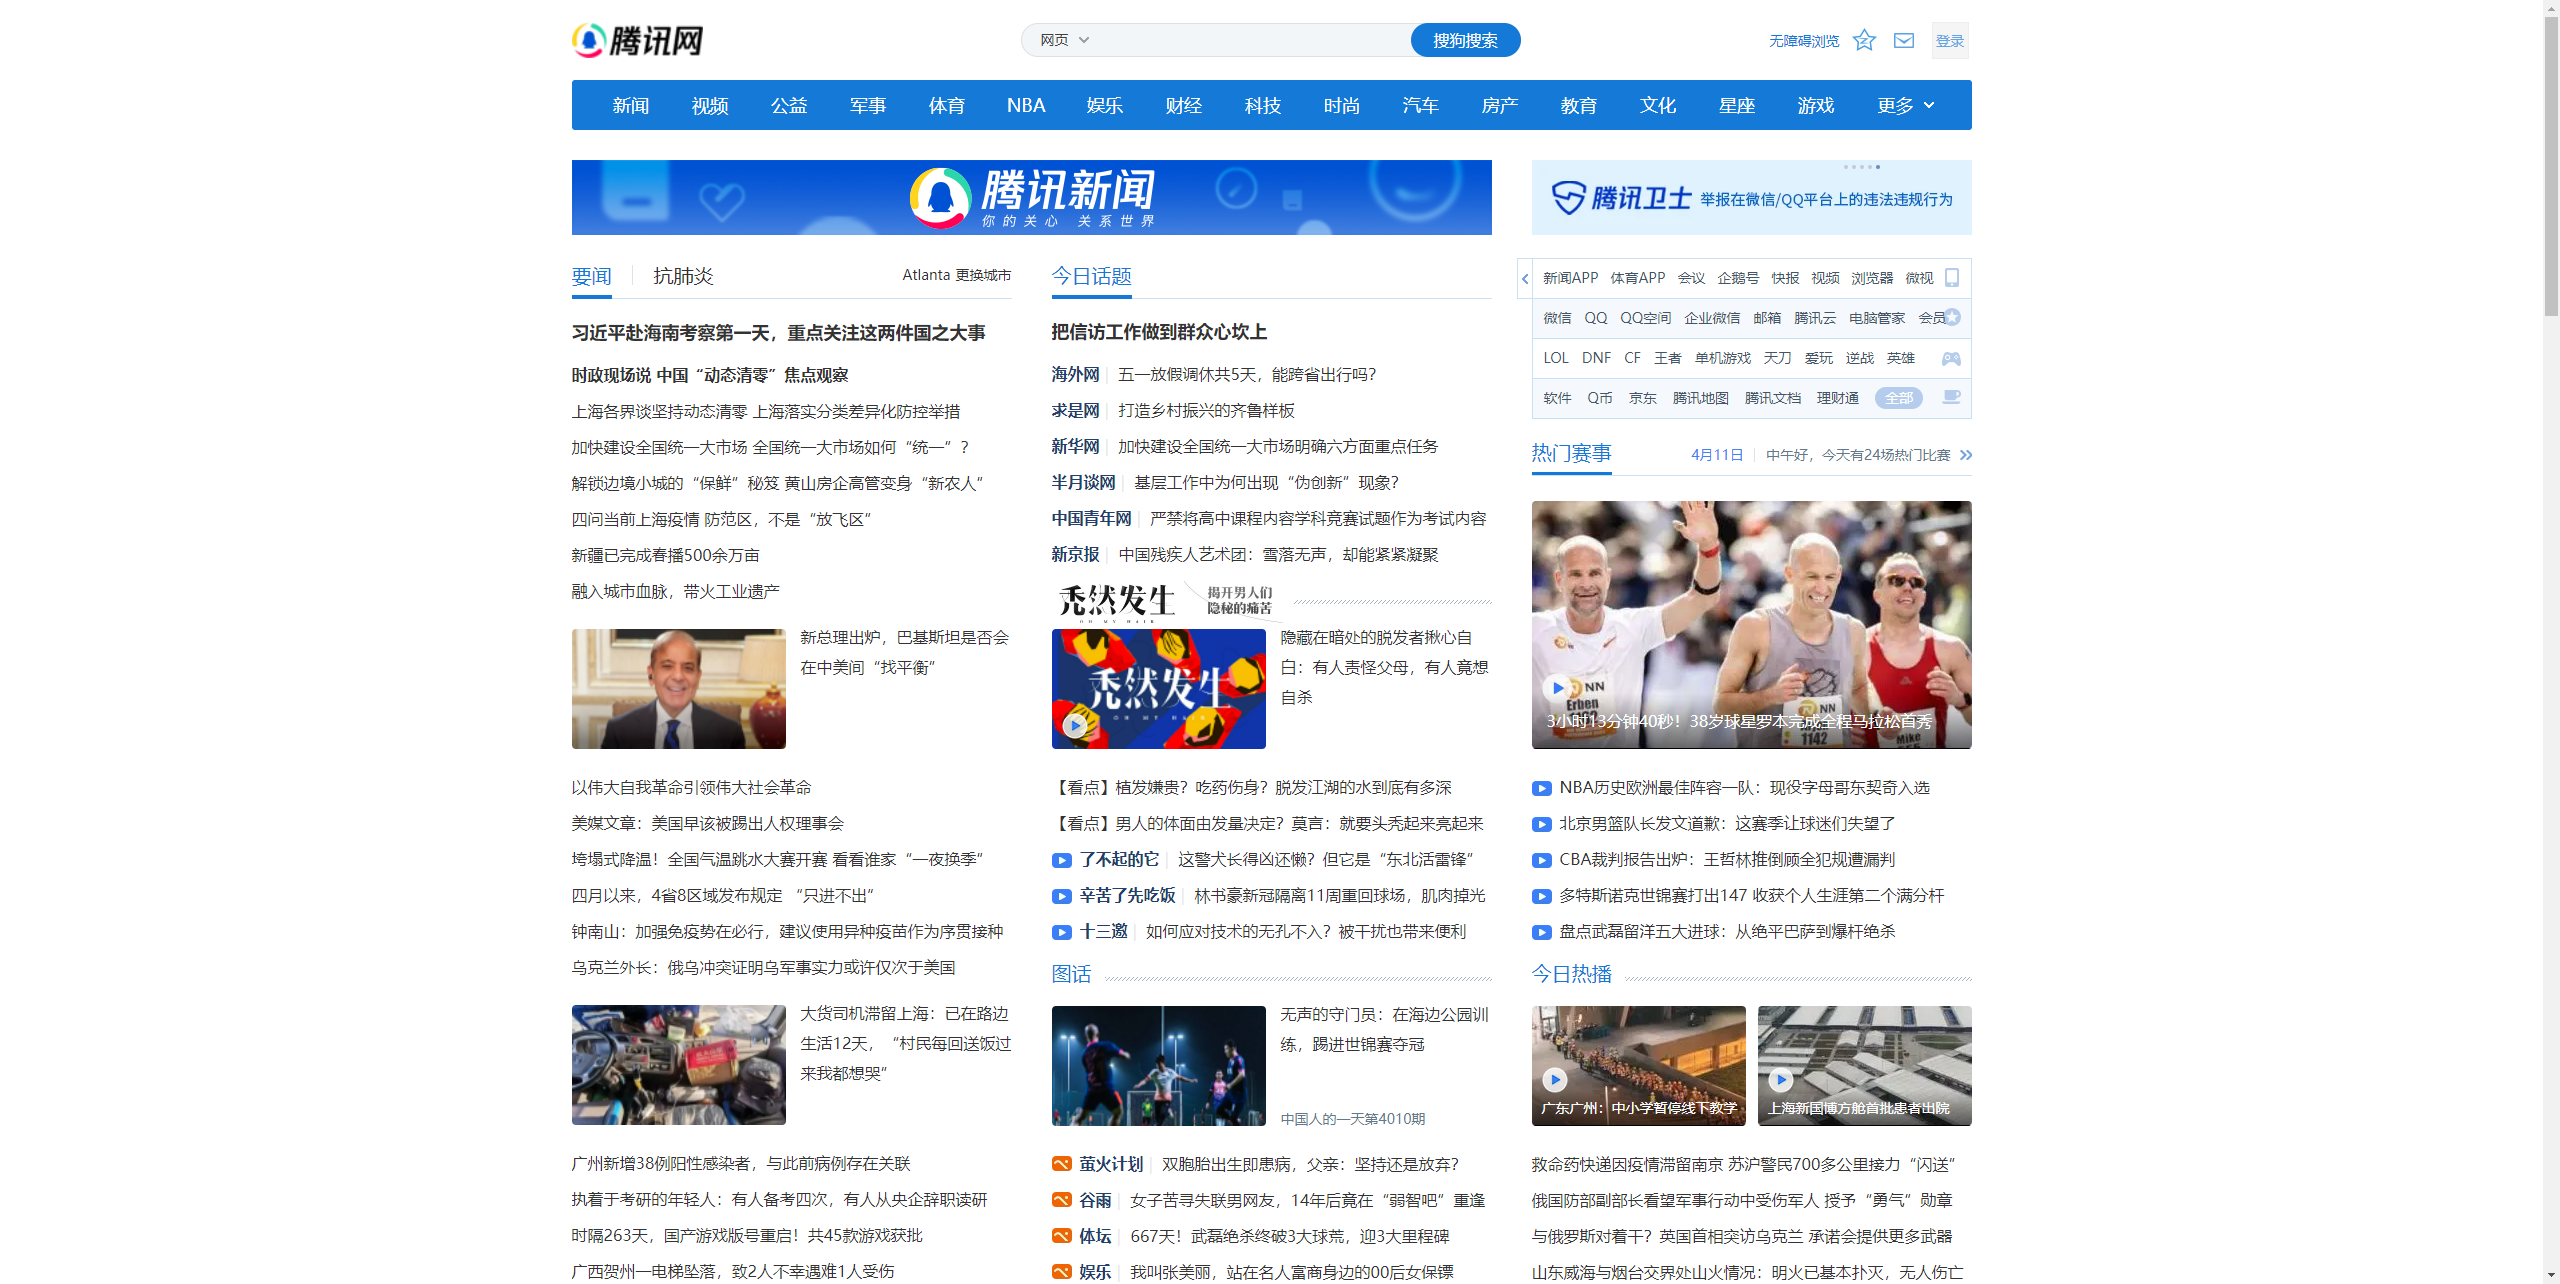 腾讯网
网页
搜狗搜索
无障碍浏览
登录
新闻 视频 公益 军事 体育 NBA 娱乐 财经 科技 时尚 汽车 房产 教育 文化 星座 游戏 更多
腾讯新闻
你的关心 关系世界
腾讯卫士 举报在微信/QQ平台上的违法违规行为
要闻 抗肺炎
Atlanta 更换城市
习近平赴海南考察第一天，重点关注这两件国之大事
时政现场说 中国“动态清零”焦点观察
上海各界谈坚持动态清零 上海落实分类差异化防控举措
加快建设全国统一大市场 全国统一大市场如何“统一”？
解锁边境小城的“保鲜”秘笈 黄山房企高管变身“新农人”
四问当前上海疫情 防范区，不是“放飞区”
新疆已完成春播500余万亩
融入城市血脉，带火工业遗产
新总理出炉，巴基斯坦是否会
在中美间“找平衡”
以伟大自我革命引领伟大社会革命
美媒文章：美国早该被踢出人权理事会
垮塌式降温！全国气温跳水大赛开赛 看看谁家“一夜换季”
四月以来，4省8区域发布规定 “只进不出”
钟南山：加强免疫势在必行，建议使用异种疫苗作为序贯接种
乌克兰外长：俄乌冲突证明乌军事实力或许仅次于美国
大货司机滞留上海：已在路边
生活12天，“村民每回送饭过
来我都想哭”
广州新增38例阳性感染者，与此前病例存在关联
执着于考研的年轻人：有人备考四次，有人从央企辞职读研
时隔263天，国产游戏版号重启！共45款游戏获批
广西贺州一电梯坠落，致2人不幸遇难1人受伤
今日话题
把信访工作做到群众心坎上
海外网 五一放假调休共5天，能跨省出行吗？
求是网 打造乡村振兴的齐鲁样板
新华网 加快建设全国统一大市场明确六方面重点任务
半月谈网 基层工作中为何出现“伪创新”现象？
中国青年网 严禁将高中课程内容学科竞赛试题作为考试内容
新京报 中国残疾人艺术团：雪落无声，却能紧紧凝聚
秃然发生
OH MY HAIR
揭开男人们
隐秘的痛苦
秃然发生
OH MY HAIR
隐藏在暗处的脱发者揪心自
白：有人责怪父母，有人竟想
自杀
【看点】植发嫌贵？吃药伤身？脱发江湖的水到底有多深
【看点】男人的体面由发量决定？莫言：就要头秃起来亮起来
了不起的它 这警犬长得凶还懒？但它是“东北活雷锋”
辛苦了先吃饭 林书豪新冠隔离11周重回球场，肌肉掉光
十三邀 如何应对技术的无孔不入？被干扰也带来便利
图话
无声的守门员：在海边公园训
练，踢进世锦赛夺冠
中国人的一天第4010期
萤火计划 双胞胎出生即患病，父亲：坚持还是放弃？
谷雨 女子苦寻失联男网友，14年后竟在“弱智吧”重逢
体坛 667天！武磊绝杀终破3大球荒，迎3大里程碑
娱乐 我叫张美丽，站在名人富商身边的00后女保镖
新闻APP 体育APP 会议 企鹅号 快报 视频 浏览器 微视
微信 QQ QQ空间 企业微信 邮箱 腾讯云 电脑管家 会员
LOL DNF CF 王者 单机游戏 天刀 爱玩 逆战 英雄
软件 Q币 京东 腾讯地图 腾讯文档 理财通 全部
热门赛事
4月11日 中午好，今天有24场热门比赛
NN
Erben
NN
1142
Mike
3小时13分钟40秒！38岁球星罗本完成全程马拉松首秀
NBA历史欧洲最佳阵容一队：现役字母哥东契奇入选
北京男篮队长发文道歉：这赛季让球迷们失望了
CBA裁判报告出炉：王哲林推倒顾全犯规遭漏判
多特斯诺克世锦赛打出147 收获个人生涯第二个满分杆
盘点武磊留洋五大进球：从绝平巴萨到爆杆绝杀
今日热播
广东广州：中小学暂停线下教学
上海新国博方舱首批患者出院
救命药快递因疫情滞留南京 苏沪警民700多公里接力“闪送”
俄国防部副部长看望军事行动中受伤军人 授予“勇气”勋章
与俄罗斯对着干？英国首相突访乌克兰 承诺会提供更多武器
山东威海与烟台交界处山火情况：明火已基本扑灭，无人伤亡